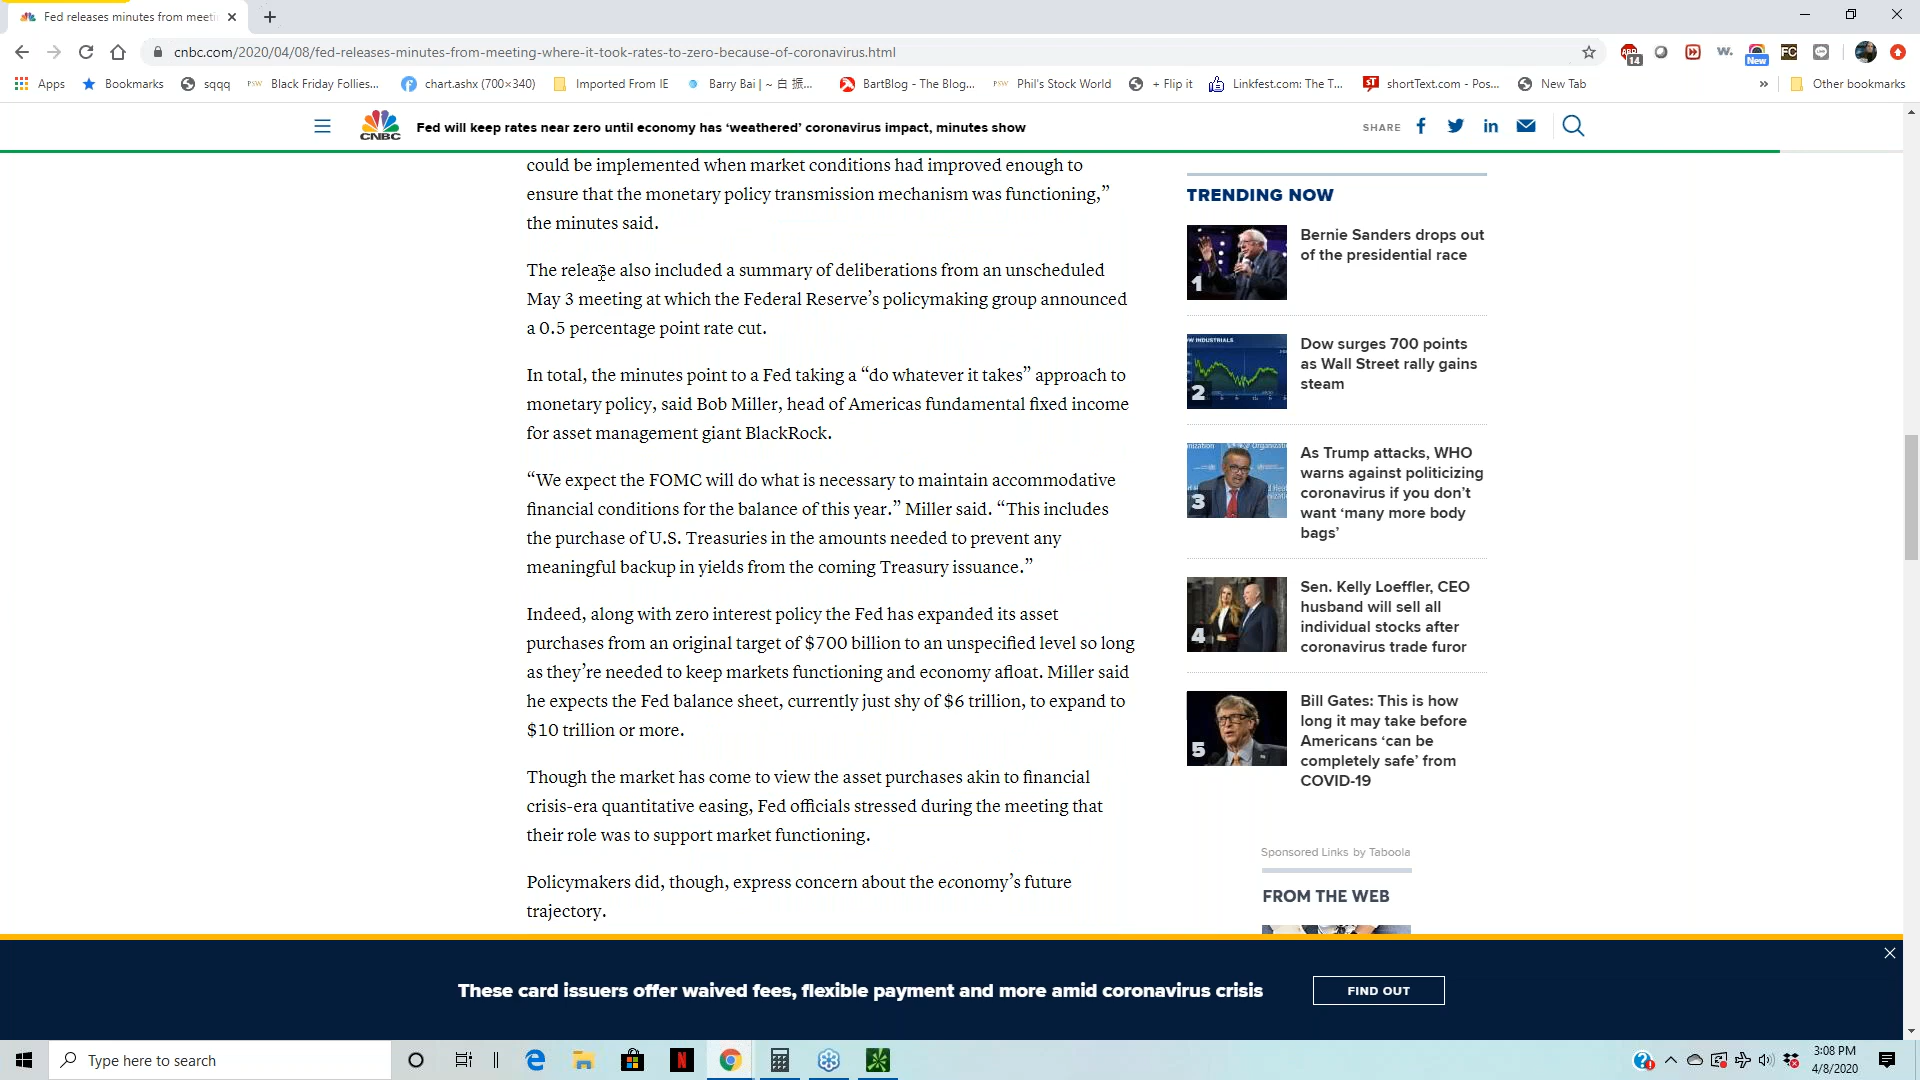 Fed releases minutes from meeti
cnbc.com/2020/04/08/fed-releases-minutes-from-meeting-where-it-took-rates-to-zero-because-of-coronavirus.html
ABP
14
W.
New
FC
Apps
Bookmarks
sqqq
PSW
Black Friday Follies...
chart.ashx (700×340)
Imported From IE
Barry Bai | ~ 白 振...
BartBlog - The Blog...
PSW
Phil's Stock World
+ Flip it
Linkfest.com: The T...
sT
shortText.com - Pos...
New Tab
»
Other bookmarks
CNBC
Fed will keep rates near zero until economy has ‘weathered’ coronavirus impact, minutes show
SHARE
could be implemented when market conditions had improved enough to
ensure that the monetary policy transmission mechanism was functioning,”
the minutes said.
The release also included a summary of deliberations from an unscheduled
May 3 meeting at which the Federal Reserve’s policymaking group announced
a 0.5 percentage point rate cut.
In total, the minutes point to a Fed taking a “do whatever it takes” approach to
monetary policy, said Bob Miller, head of Americas fundamental fixed income
for asset management giant BlackRock.
“We expect the FOMC will do what is necessary to maintain accommodative
financial conditions for the balance of this year.” Miller said. “This includes
the purchase of U.S. Treasuries in the amounts needed to prevent any
meaningful backup in yields from the coming Treasury issuance.”
Indeed, along with zero interest policy the Fed has expanded its asset
purchases from an original target of $700 billion to an unspecified level so long
as they’re needed to keep markets functioning and economy afloat. Miller said
he expects the Fed balance sheet, currently just shy of $6 trillion, to expand to
$10 trillion or more.
Though the market has come to view the asset purchases akin to financial
crisis-era quantitative easing, Fed officials stressed during the meeting that
their role was to support market functioning.
Policymakers did, though, express concern about the economy’s future
trajectory.
TRENDING NOW
1
Bernie Sanders drops out
of the presidential race
W INDUSTRIALS
2
Dow surges 700 points
as Wall Street rally gains
steam
3
As Trump attacks, WHO
warns against politicizing
coronavirus if you don’t
want ‘many more body
bags’
4
Sen. Kelly Loeffler, CEO
husband will sell all
individual stocks after
coronavirus trade furor
5
Bill Gates: This is how
long it may take before
Americans ‘can be
completely safe’ from
COVID-19
Sponsored Links by Taboola
FROM THE WEB
These card issuers offer waived fees, flexible payment and more amid coronavirus crisis
FIND OUT
Type here to search
3:08 PM
4/8/2020